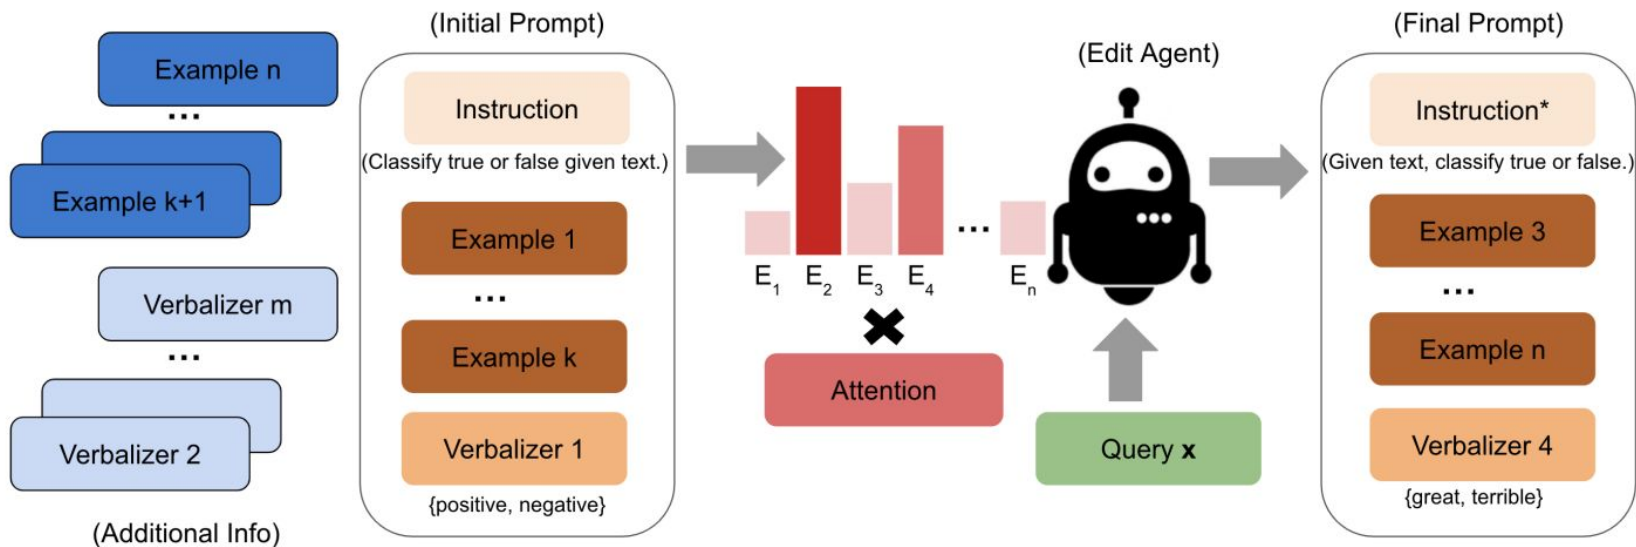 Example n
...
Example k+1
Verbalizer m
...
Verbalizer 2
(Additional Info)
(Initial Prompt)
Instruction
(Classify true or false given text.)
Example 1
...
Example k
Verbalizer 1
{positive, negative}
E1 E2 E3 E4 ... En
Attention
(Edit Agent)
Query x
(Final Prompt)
Instruction*
(Given text, classify true or false.)
Example 3
...
Example n
Verbalizer 4
{great, terrible}